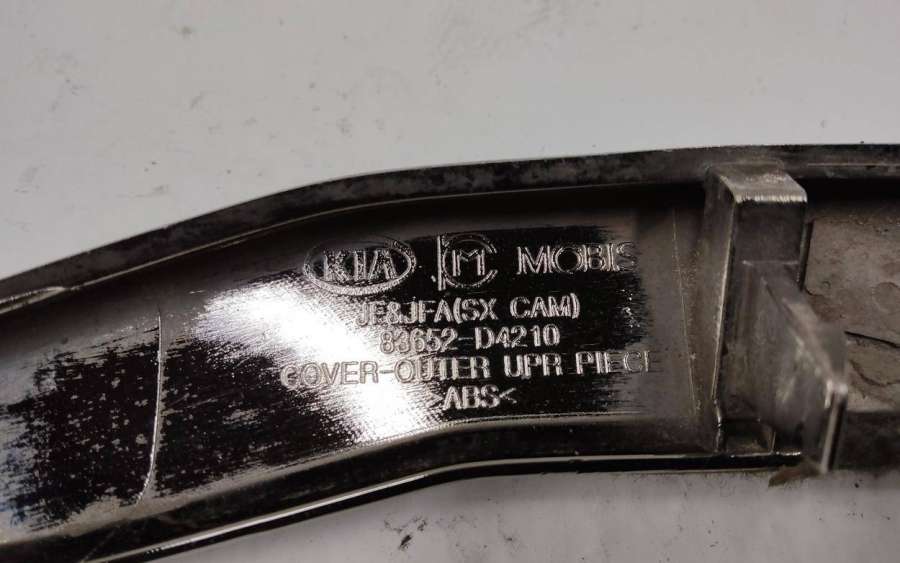 KIA MOBIS
JF&JFA(SX CAM)
83652-D4210
COVER-OUTER UPR PIECE
>ABS<